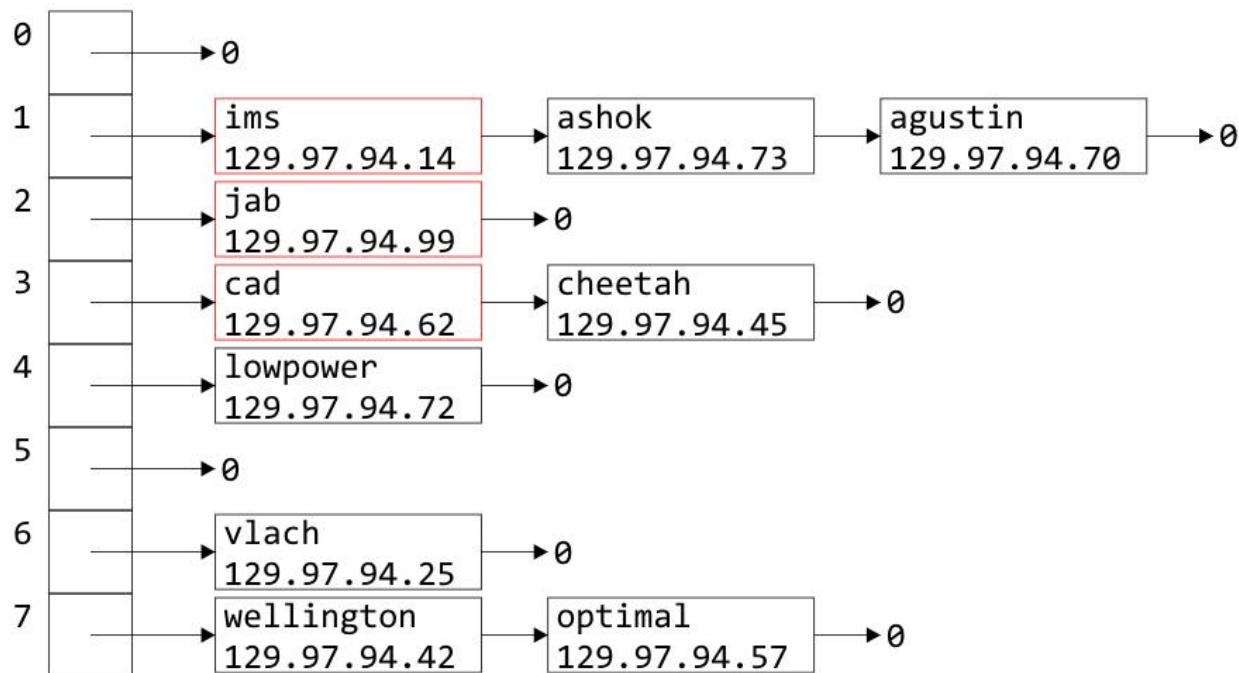 0
0
1
ims
129.97.94.14
ashok
129.97.94.73
agustin
129.97.94.70
0
2
jab
129.97.94.99
0
3
cad
129.97.94.62
cheetah
129.97.94.45
0
4
lowpower
129.97.94.72
0
5
0
6
vlach
129.97.94.25
0
7
wellington
129.97.94.42
optimal
129.97.94.57
0